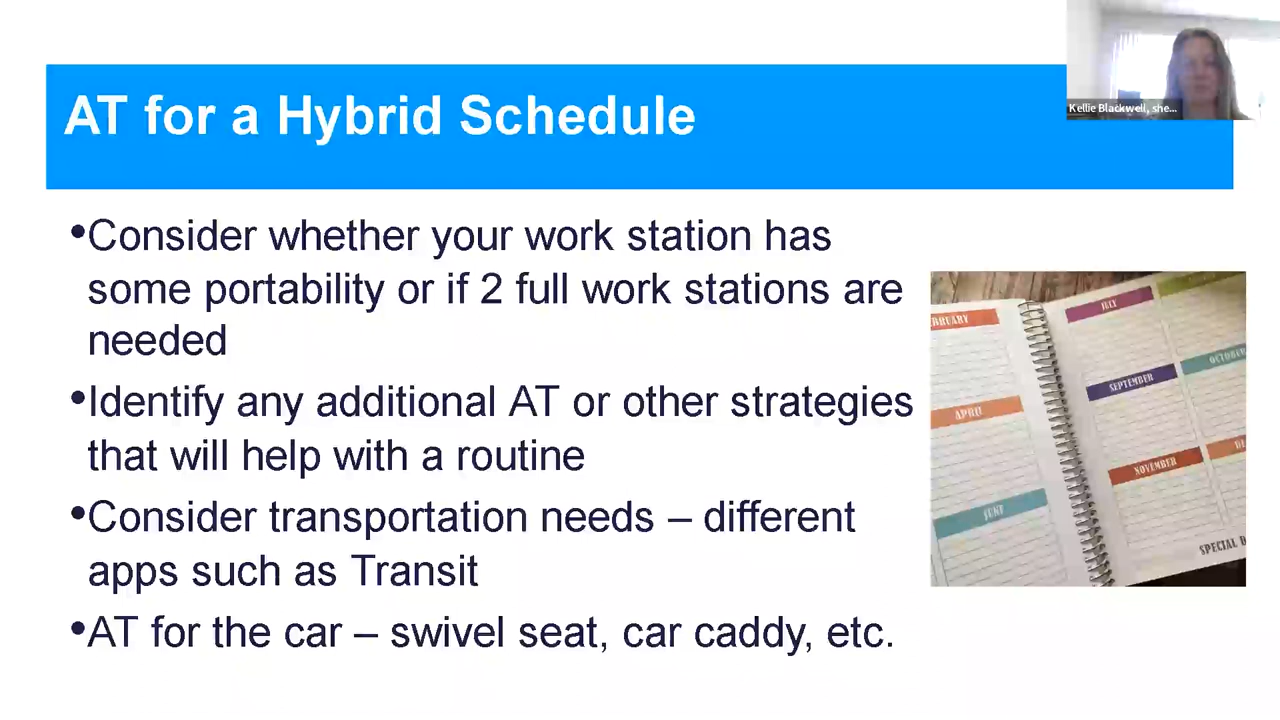 AT for a Hybrid Schedule
Kellie Blackwell, she...
•Consider whether your work station has
some portability or if 2 full work stations are
needed
•Identify any additional AT or other strategies
that will help with a routine
•Consider transportation needs – different
apps such as Transit
•AT for the car – swivel seat, car caddy, etc.
BRUARY
APRIL
JUNE
JULY
SEPTEMBER
OCTOBER
NOVEMBER
DE
SPECIAL D